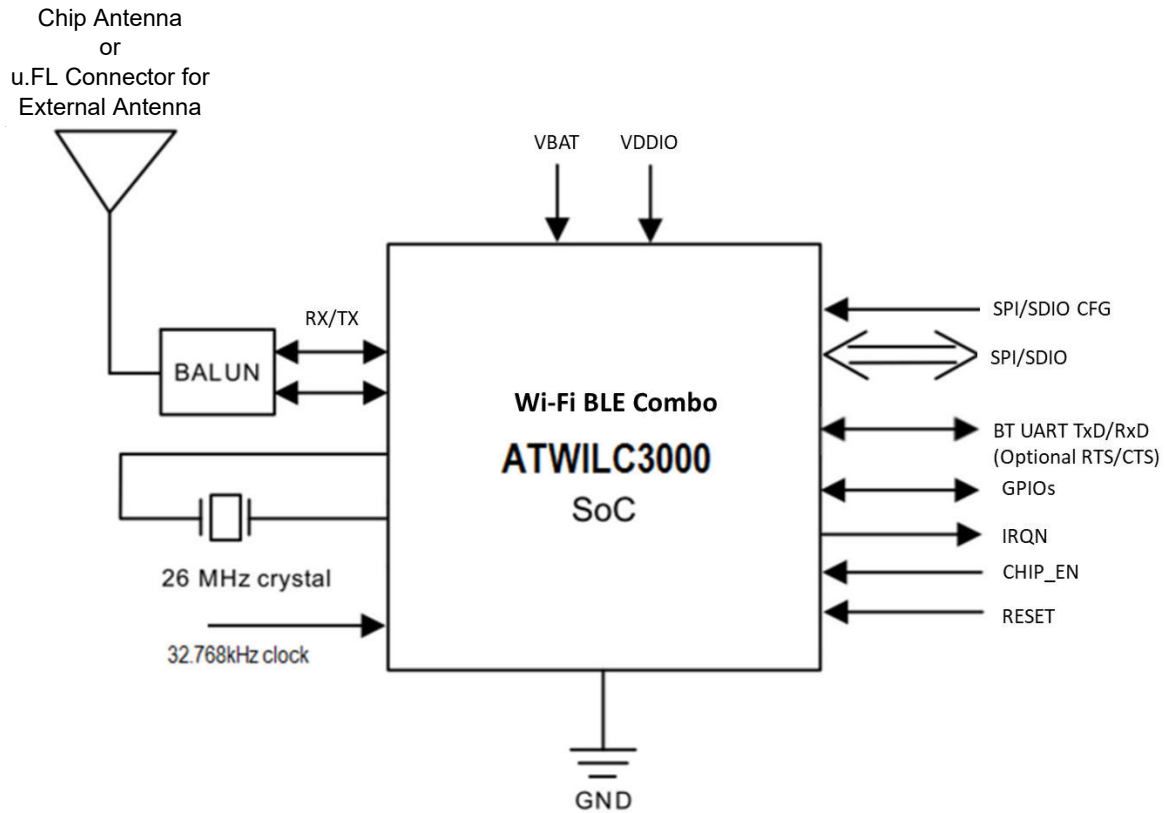 Chip Antenna
or
u.FL Connector for
External Antenna
VBAT
VDDIO
RX/TX
BALUN
SPI/SDIO CFG
SPI/SDIO
Wi-Fi BLE Combo
ATWILC3000
SoC
BT UART TxD/RxD
(Optional RTS/CTS)
GPIOs
IRQN
CHIP_EN
RESET
26 MHz crystal
32.768kHz clock
GND